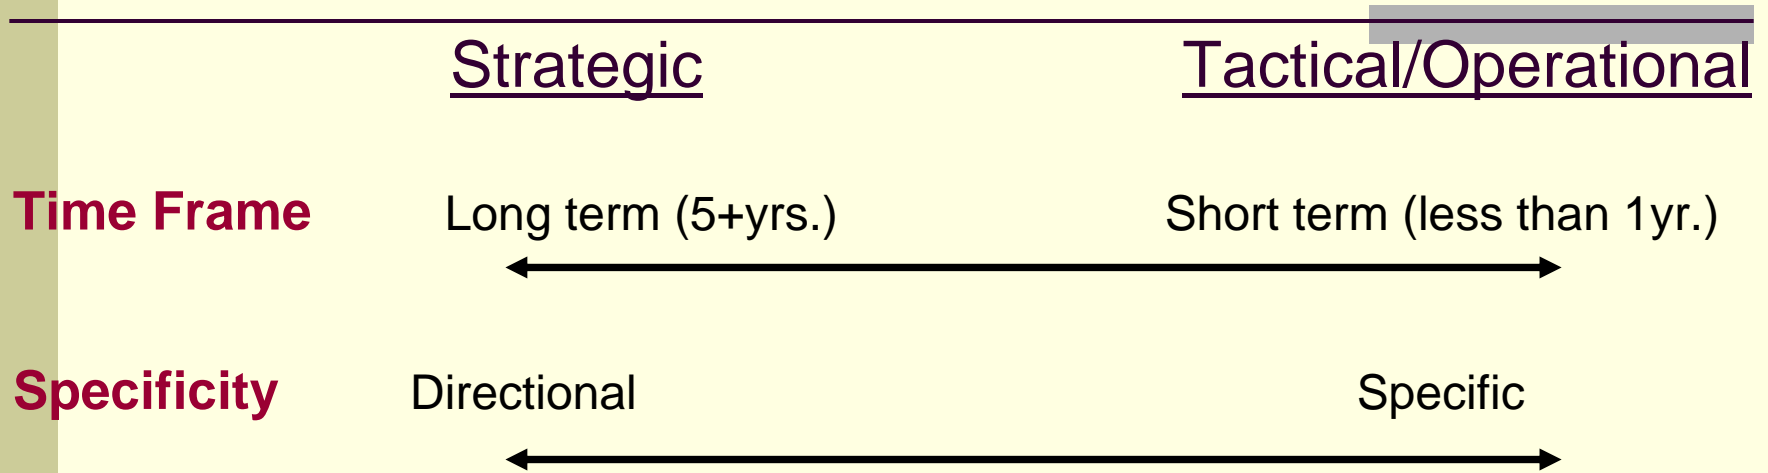 Strategic Tactical/Operational
Time Frame Long term (5+yrs.) Short term (less than 1yr.)
Specificity Directional Specific